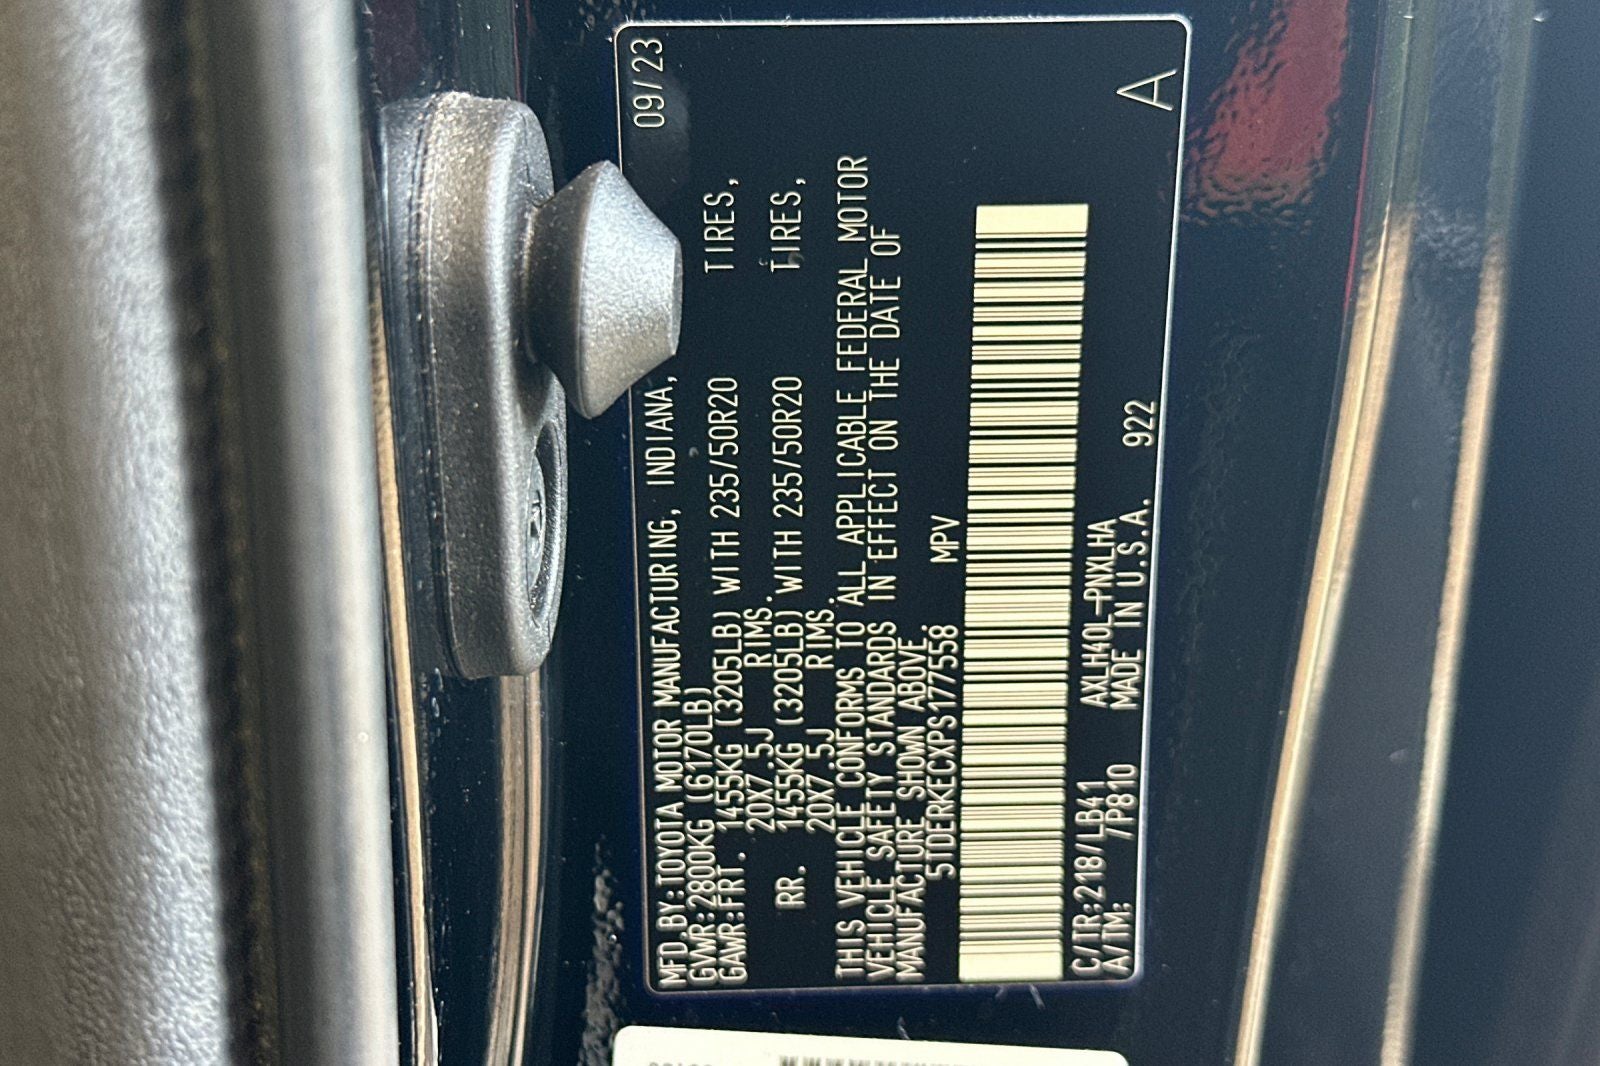 09/23
MFD.BY:TOYOTA MOTOR MANUFACTURING, INDIANA,
GVWR:2800KG (6170LB)
GAWR:FRT. 1455KG (3205LB) WITH 235/50R20 TIRES,
20X7.5J RIMS.
RR. 1455KG (3205LB) WITH 235/50R20 TIRES,
20X7.5J RIMS.
THIS VEHICLE CONFORMS TO ALL APPLICABLE FEDERAL MOTOR
VEHICLE SAFETY STANDARDS IN EFFECT ON THE DATE OF
MANUFACTURE SHOWN ABOVE.
5TDERKECXPS177558 MPV
C/TR:218/LB41 AXLH40L-PNXLHA
A/TM: /P810 MADE IN U.S.A. 922
A